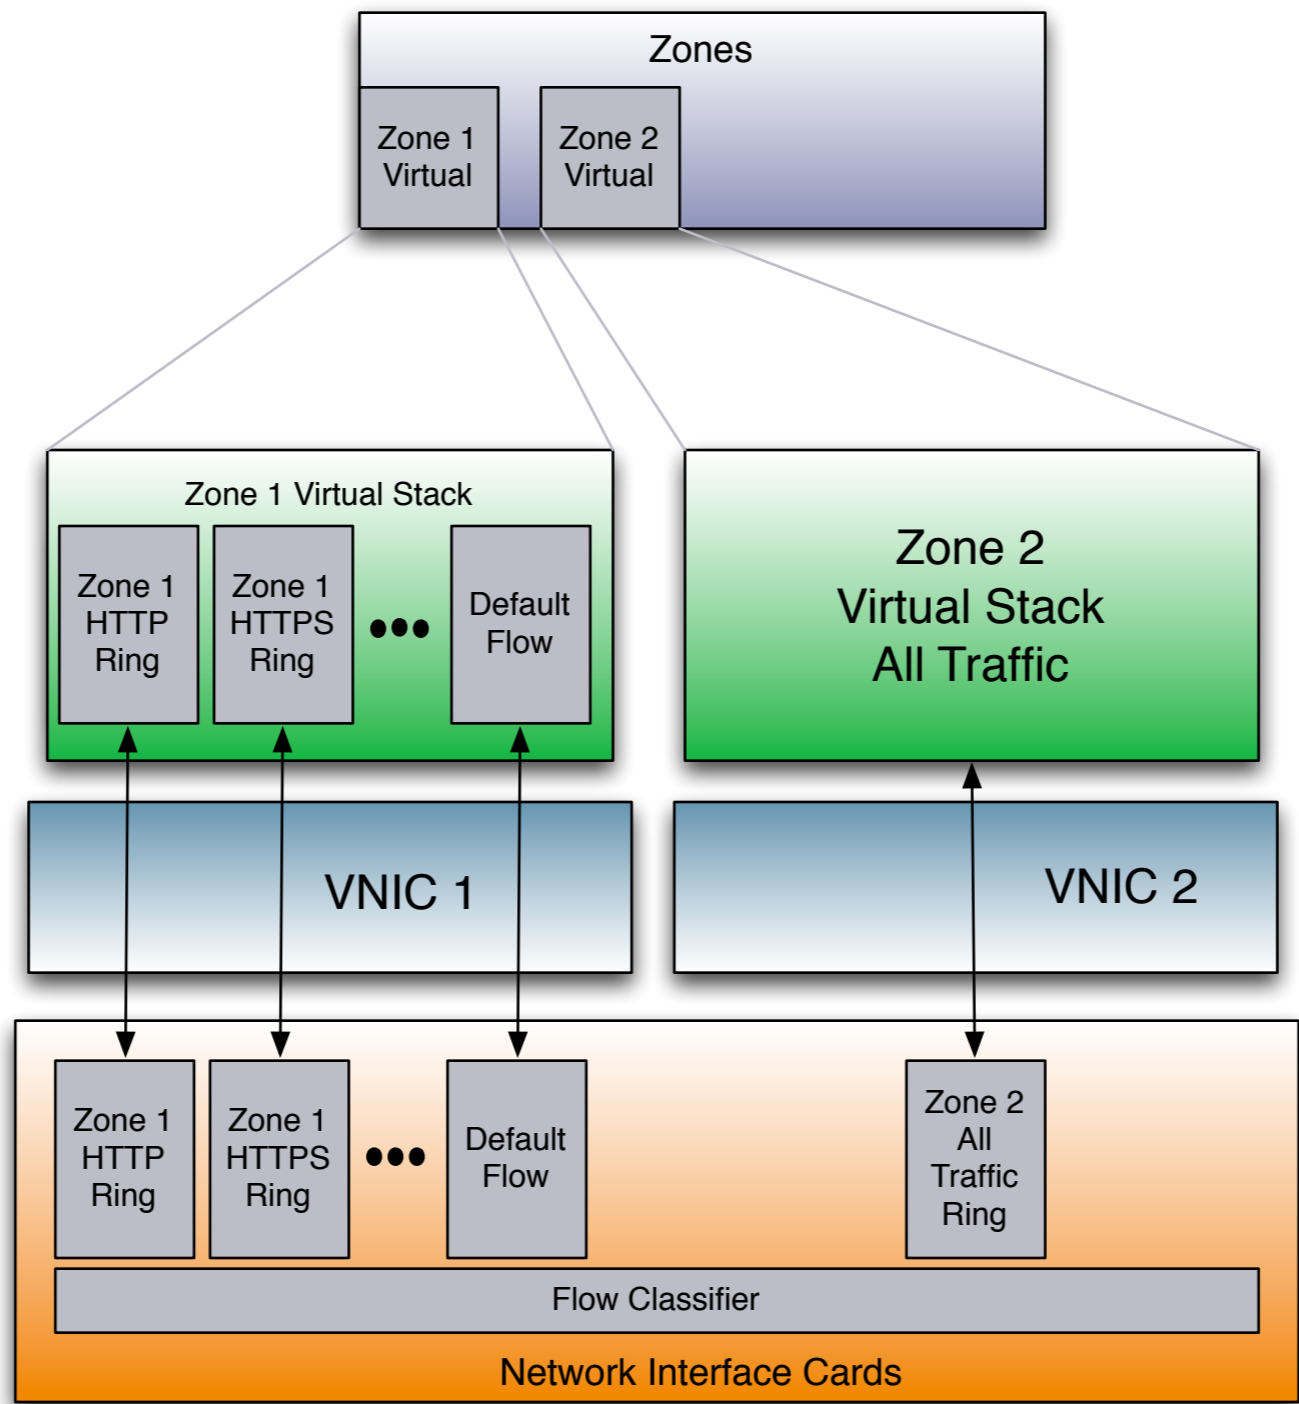 Zones
Zone 1
Virtual
Zone 2
Virtual
Zone 1 Virtual Stack
Zone 1
HTTP
Ring
Zone 1
HTTPS
Ring
Default
Flow
Zone 2
Virtual Stack
All Traffic
VNIC 1
VNIC 2
Zone 1
HTTP
Ring
Zone 1
HTTPS
Ring
Default
Flow
Zone 2
All
Traffic
Ring
Flow Classifier
Network Interface Cards